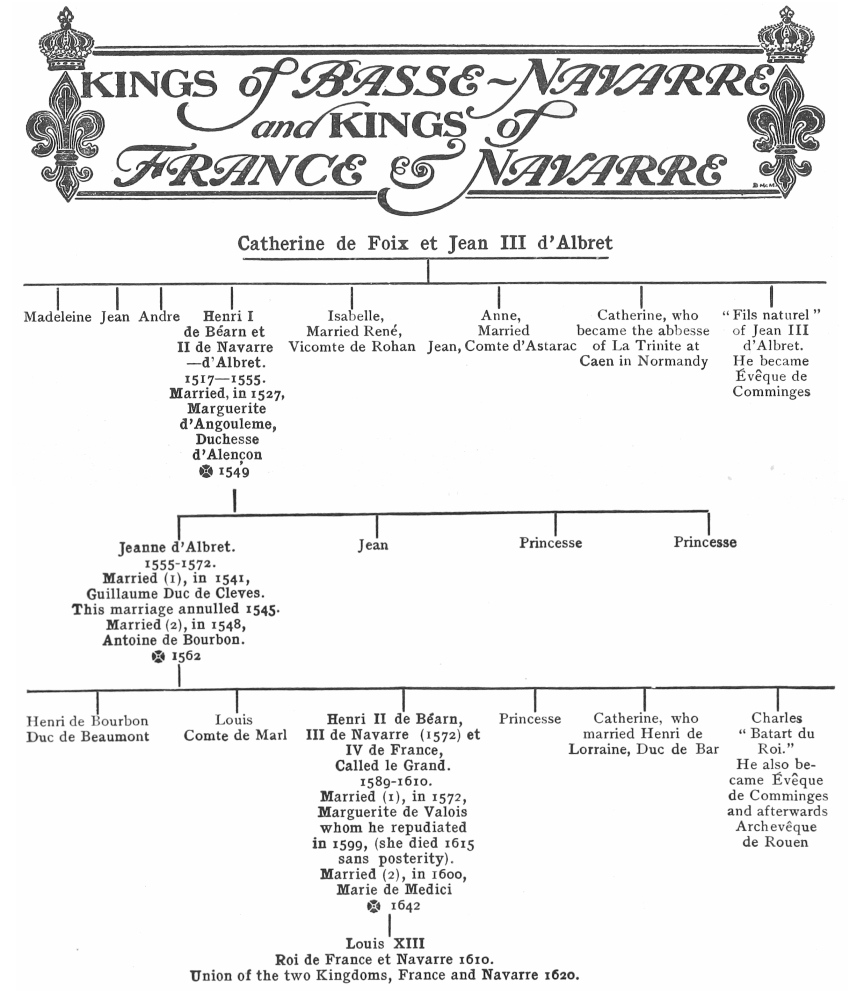 KINGS of BASSE~NAVARRE
and KINGS of
FRANCE & NAVARRE
B McM.
Catherine de Foix et Jean III d'Albret
Madeleine
Jean
Andre
Henri I
de Béarn et
II de Navarre
—d'Albret.
1517—1555.
Married, in 1527,
Marguerite
d'Angouleme,
Duchesse
d'Alençon
1549
Isabelle,
Married René,
Vicomte de Rohan
Anne,
Married
Jean, Comte d'Astarac
Catherine, who
became the abbesse
of La Trinite at
Caen in Normandy
“Fils naturel”
of Jean III
d'Albret.
He became
Évêque de
Comminges
Jeanne d'Albret.
1555-1572.
Married (1), in 1541,
Guillaume Duc de Cleves.
This marriage annulled 1545.
Married (2), in 1548,
Antoine de Bourbon.
1562
Jean
Princesse
Princesse
Henri de Bourbon
Duc de Beaumont
Louis
Comte de Marl
Henri II de Béarn,
III de Navarre (1572) et
IV de France,
Called le Grand.
1589-1610.
Married (1), in 1572,
Marguerite de Valois
whom he repudiated
in 1599, (she died 1615
sans posterity).
Married (2), in 1600,
Marie de Medici
1642
Princesse
Catherine, who
married Henri de
Lorraine, Duc de Bar
Charles
“Batart du
Roi.”
He also be-
came Évêque
de Comminges
and afterwards
Archevêque
de Rouen
Louis XIII
Roi de France et Navarre 1610.
Union of the two Kingdoms, France and Navarre 1620.